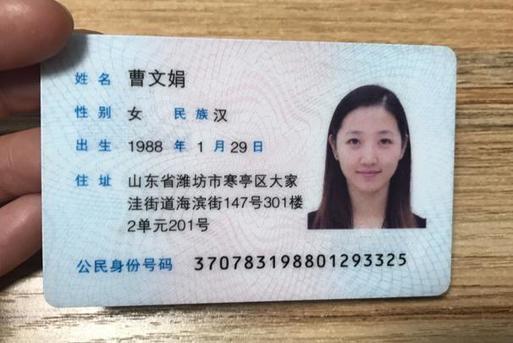 姓名 曹文娟
性别 女 民族 汉
出生 1988 年 1 月 29 日
住址 山东省潍坊市寒亭区大家
洼街道海滨街147号301楼
2单元201号
公民身份号码 370783198801293325